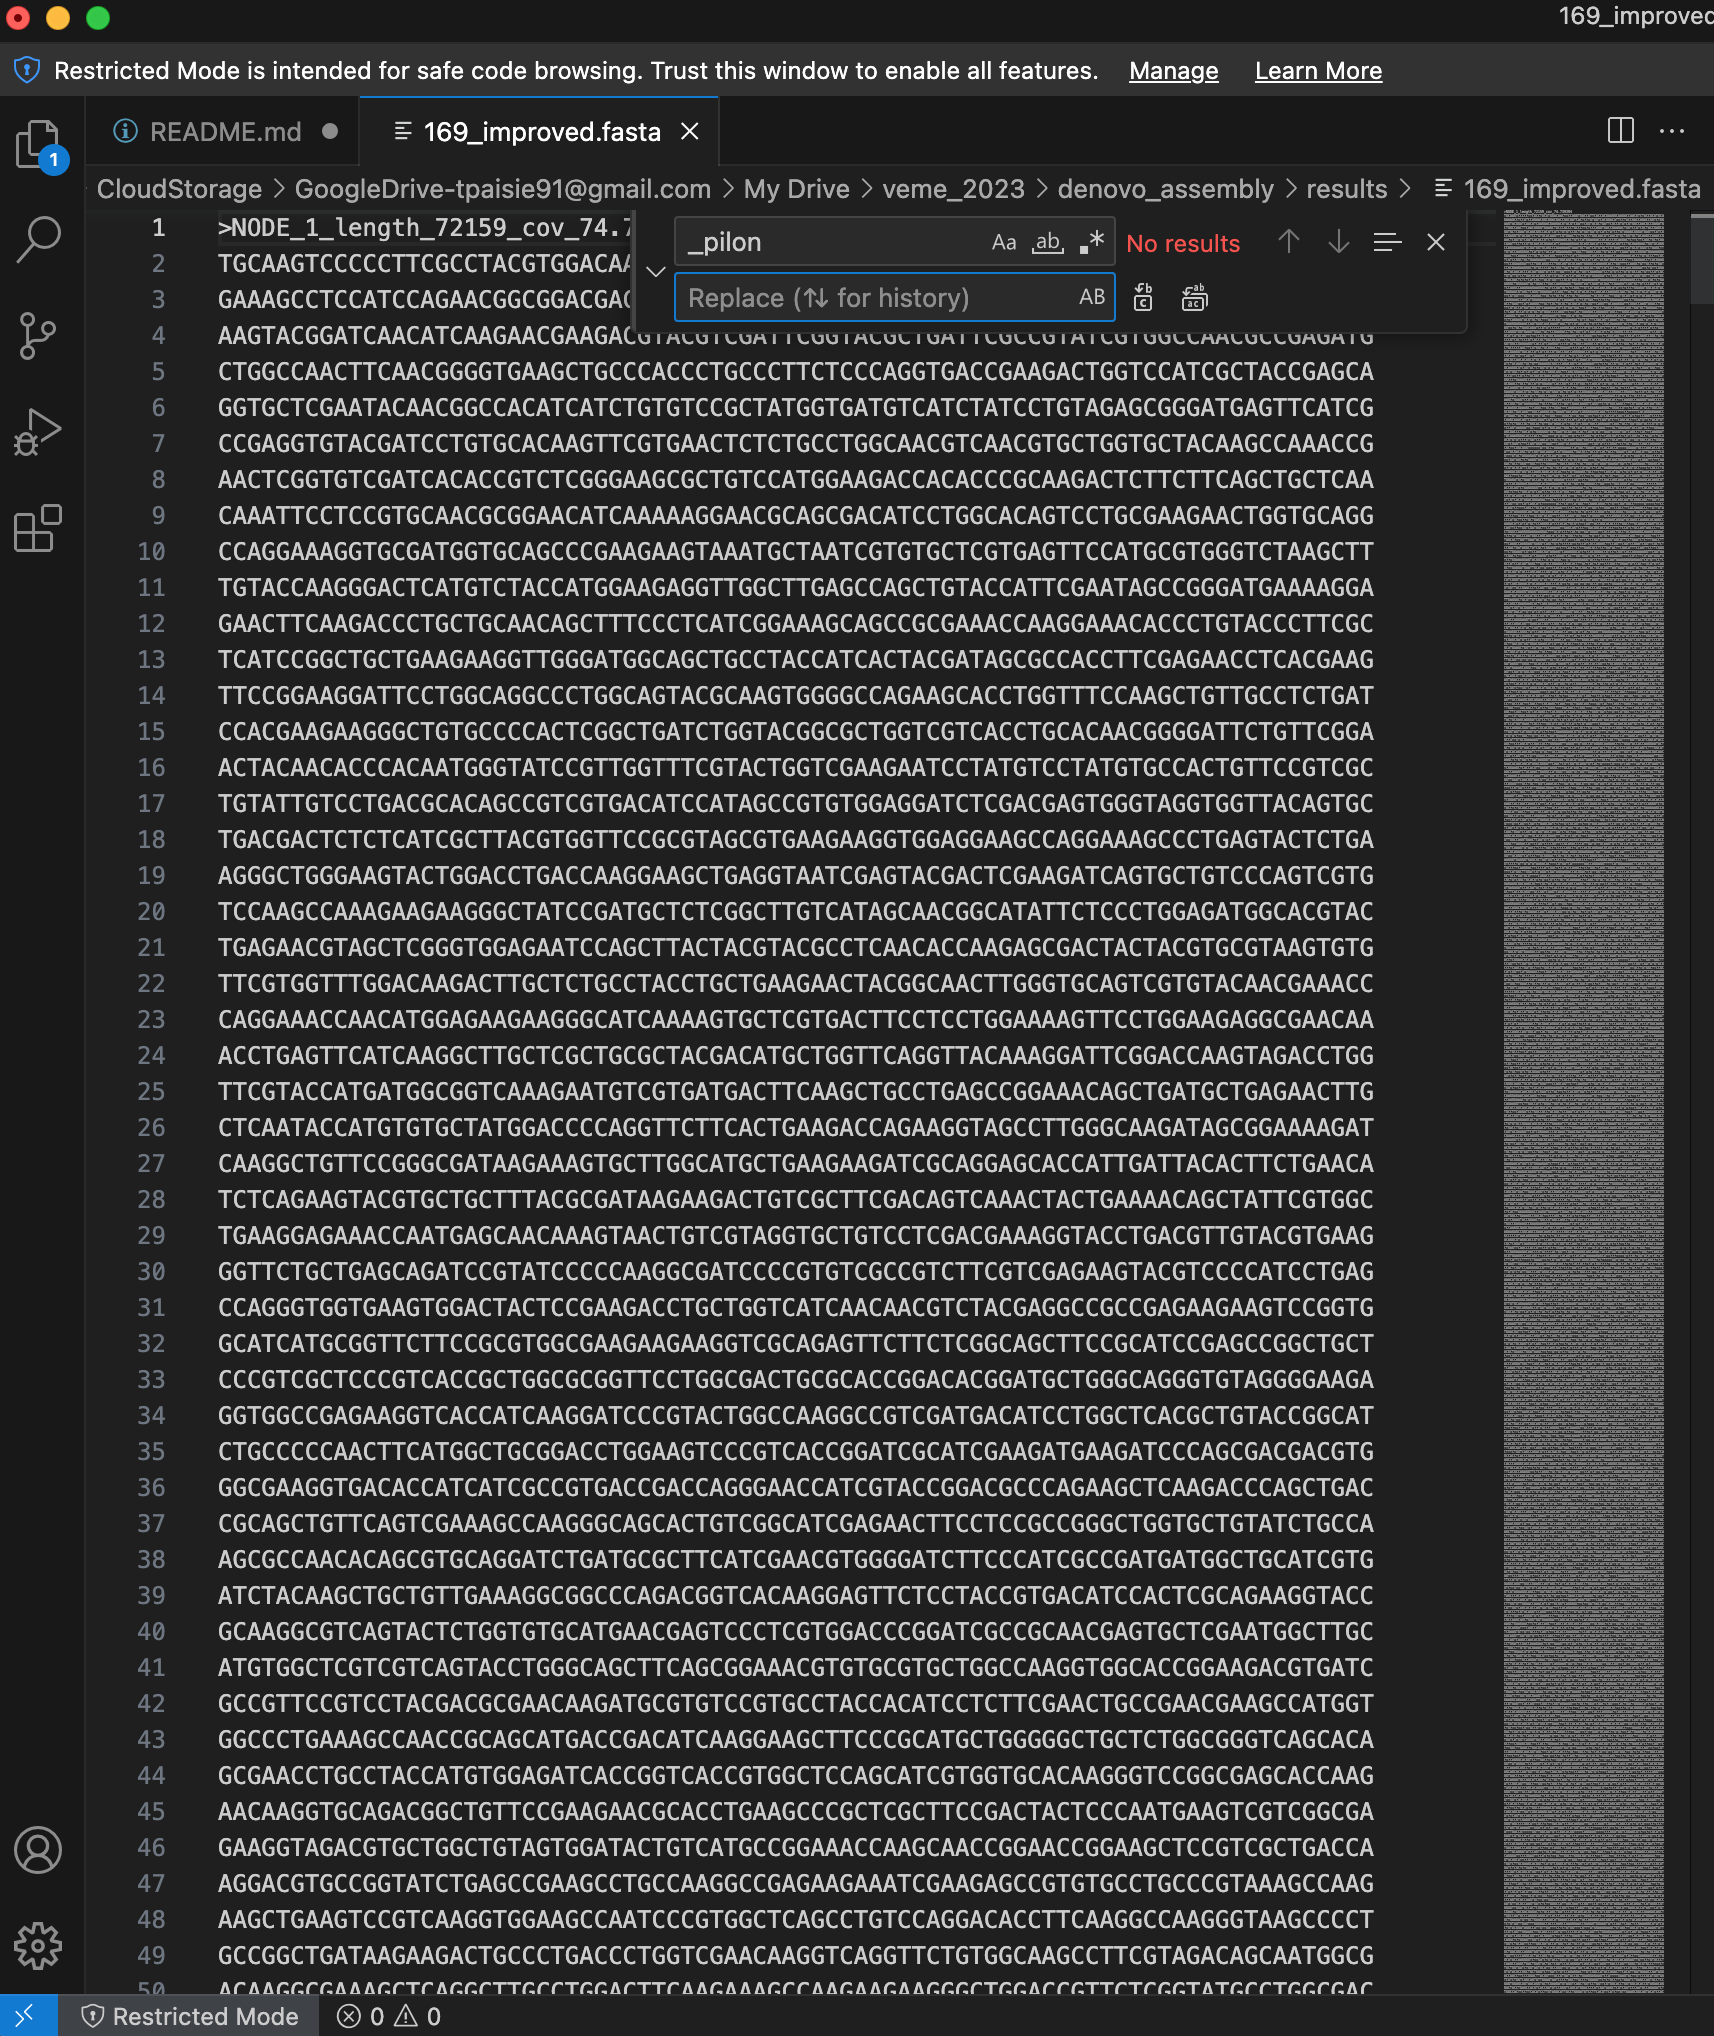 169_improved
Restricted Mode is intended for safe code browsing. Trust this window to enable all features. Manage Learn More
1
README.md
169_improved.fasta
CloudStorage > GoogleDrive-tpaisie91@gmail.com > My Drive > veme_2023 > denovo_assembly > results > 169_improved.fasta
_pilon Aa ab .* No results
Replace (⇅ for history) AB
1 >NODE_1_length_72159_cov_74.7
2 TGCAAGTCCCCCTTCGCCTACGTGGACAA
3 GAAAGCCTCCATCCAGAACGGCGGACGAC
4 AAGTACGGATCAACATCAAGAACGAAGACGTACGTCGATTCGGTACGCTGATTCGCCGTATCGTGGCCAACGCCGAGATG
5 CTGGCCAACTTCAACGGGGTGAAGCTGCCCACCCTGCCCTTCTCCCAGGTGACCGAAGACTGGTCCATCGCTACCGAGCA
6 GGTGCTCGAATACAACGGCCACATCATCTGTGTCCGCTATGGTGATGTCATCTATCCTGTAGAGCGGGATGAGTTCATCG
7 CCGAGGTGTACGATCCTGTGCACAAGTTCGTGAACTCTCTGCCTGGCAACGTCAACGTGCTGGTGCTACAAGCCAAACCG
8 AACTCGGTGTCGATCACACCGTCTCGGGAAGCGCTGTCCATGGAAGACCACACCCGCAAGACTCTTCTTCAGCTGCTCAA
9 CAAATTCCTCCGTGCAACGCGGAACATCAAAAAGGAACGCAGCGACATCCTGGCACAGTCCTGCGAAGAACTGGTGCAGG
10 CCAGGAAAGGTGCGATGGTGCAGCCCGAAGAAGTAAATGCTAATCGTGTGCTCGTGAGTTCCATGCGTGGGTCTAAGCTT
11 TGTACCAAGGGACTCATGTCTACCATGGAAGAGGTTGGCTTGAGCCAGCTGTACCATTCGAATAGCCGGGATGAAAAGGA
12 GAACTTCAAGACCCTGCTGCAACAGCTTTCCCTCATCGGAAAGCAGCCGCGAAACCAAGGAAACACCCTGTACCCTTCGC
13 TCATCCGGCTGCTGAAGAAGGTTGGGATGGCAGCTGCCTACCATCACTACGATAGCGCCACCTTCGAGAACCTCACGAAG
14 TTCCGGAAGGATTCCTGGCAGGCCCTGGCAGTACGCAAGTGGGGCCAGAAGCACCTGGTTTCCAAGCTGTTGCCTCTGAT
15 CCACGAAGAAGGGCTGTGCCCCACTCGGCTGATCTGGTACGGCGCTGGTCGTCACCTGCACAACGGGGATTCTGTTCGGA
16 ACTACAACACCCACAATGGGTATCCGTTGGTTTCGTACTGGTCGAAGAATCCTATGTCCTATGTGCCACTGTTCCGTCGC
17 TGTATTGTCCTGACGCACAGCCGTCGTGACATCCATAGCCGTGTGGAGGATCTCGACGAGTGGGTAGGTGGTTACAGTGC
18 TGACGACTCTCTCATCGCTTACGTGGTTCCGCGTAGCGTGAAGAAGGTGGAGGAAGCCAGGAAAGCCCTGAGTACTCTGA
19 AGGGCTGGGAAGTACTGGACCTGACCAAGGAAGCTGAGGTAATCGAGTACGACTCGAAGATCAGTGCTGTCCCAGTCGTG
20 TCCAAGCCAAAGAAGAAGGGCTATCCGATGCTCTCGGCTTGTCATAGCAACGGCATATTCTCCCTGGAGATGGCACGTAC
21 TGAGAACGTAGCTCGGGTGGAGAATCCAGCTTACTACGTACGCCTCAACACCAAGAGCGACTACTACGTGCGTAAGTGTG
22 TTCGTGGTTTGGACAAGACTTGCTCTGCCTACCTGCTGAAGAACTACGGCAACTTGGGTGCAGTCGTGTACAACGAAACC
23 CAGGAAACCAACATGGAGAAGAAGGGCATCAAAAGTGCTCGTGACTTCCTCCTGGAAAAGTTCCTGGAAGAGGCGAACAA
24 ACCTGAGTTCATCAAGGCTTGCTCGCTGCGCTACGACATGCTGGTTCAGGTTACAAAGGATTCGGACCAAGTAGACCTGG
25 TTCGTACCATGATGGCGGTCAAAGAATGTCGTGATGACTTCAAGCTGCCTGAGCCGGAAACAGCTGATGCTGAGAACTTG
26 CTCAATACCATGTGTGCTATGGACCCCAGGTTCTTCACTGAAGACCAGAAGGTAGCCTTGGGCAAGATAGCGGAAAAGAT
27 CAAGGCTGTTCCGGGCGATAAGAAAGTGCTTGGCATGCTGAAGAAGATCGCAGGAGCACCATTGATTACACTTCTGAACA
28 TCTCAGAAGTACGTGCTGCTTTACGCGATAAGAAGACTGTCGCTTCGACAGTCAAACTACTGAAAACAGCTATTCGTGGC
29 TGAAGGAGAAACCAATGAGCAACAAAGTAACTGTCGTAGGTGCTGTCCTCGACGAAAGGTACCTGACGTTGTACGTGAAG
30 GGTTCTGCTGAGCAGATCCGTATCCCCCAAGGCGATCCCCGTGTCGCCGTCTTCGTCGAGAAGTACGTCCCCATCCTGAG
31 CCAGGGTGGTGAAGTGGACTACTCCGAAGACCTGCTGGTCATCAACAACGTCTACGAGGCCGCCGAGAAGAAGTCCGGTG
32 GCATCATGCGGTTCTTCCGCGTGGCGAAGAAGAAGGTCGCAGAGTTCTTCTCGGCAGCTTCCGCATCCGAGCCGGCTGCT
33 CCCGTCGCTCCCGTCACCGCTGGCGCGGTTCCTGGCGACTGCGCACCGGACACGGATGCTGGGCAGGGTGTAGGGGAAGA
34 GGTGGCCGAGAAGGTCACCATCAAGGATCCCGTACTGGCCAAGGCCGTCGATGACATCCTGGCTCACGCTGTACCGGCAT
35 CTGCCCCCAACTTCATGGCTGCGGACCTGGAAGTCCCGTCACCGGATCGCATCGAAGATGAAGATCCCAGCGACGACGTG
36 GGCGAAGGTGACACCATCATCGCCGTGACCGACCAGGGAACCATCGTACCGGACGCCCAGAAGCTCAAGACCCAGCTGAC
37 CGCAGCTGTTCAGTCGAAAGCCAAGGGCAGCACTGTCGGCATCGAGAACTTCCTCCGCCGGGCTGGTGCTGTATCTGCCA
38 AGCGCCAACACAGCGTGCAGGATCTGATGCGCTTCATCGAACGTGGGGATCTTCCCATCGCCGATGATGGCTGCATCGTG
39 ATCTACAAGCTGCTGTTGAAAGGCGGCCCAGACGGTCACAAGGAGTTCTCCTACCGTGACATCCACTCGCAGAAGGTACC
40 GCAAGGCGTCAGTACTCTGGTGTGCATGAACGAGTCCCTCGTGGACCCGGATCGCCGCAACGAGTGCTCGAATGGCTTGC
41 ATGTGGCTCGTCGTCAGTACCTGGGCAGCTTCAGCGGAAACGTGTGCGTGCTGGCCAAGGTGGCACCGGAAGACGTGATC
42 GCCGTTCCGTCCTACGACGCGAACAAGATGCGTGTCCGTGCCTACCACATCCTCTTCGAACTGCCGAACGAAGCCATGGT
43 GGCCCTGAAAGCCAACCGCAGCATGACCGACATCAAGGAAGCTTCCCGCATGCTGGGGGCTGCTCTGGCGGGTCAGCACA
44 GCGAACCTGCCTACCATGTGGAGATCACCGGTCACCGTGGCTCCAGCATCGTGGTGCACAAGGGTCCGGCGAGCACCAAG
45 AACAAGGTGCAGACGGCTGTTCCGAAGAACGCACCTGAAGCCCGCTCGCTTCCGACTACTCCCAATGAAGTCGTCGGCGA
46 GAAGGTAGACGTGCTGGCTGTAGTGGATACTGTCATGCCGGAAACCAAGCAACCGGAACCGGAAGCTCCGTCGCTGACCA
47 AGGACGTGCCGGTATCTGAGCCGAAGCCTGCCAAGGCCGAGAAGAAATCGAAGAGCCGTGTGCCTGCCCGTAAAGCCAAG
48 AAGCTGAAGTCCGTCAAGGTGGAAGCCAATCCCGTGGCTCAGCCTGTCCAGGACACCTTCAAGGCCAAGGGTAAGCCCCT
49 GCCGGCTGATAAGAAGACTGCCCTGACCCTGGTCGAACAAGGTCAGGTTCTGTGGCAAGCCTTCGTAGACAGCAATGGCG
50 ACAAGGCGAAAGCTCAGGCTTGCCTGGACTTCAAGAAAGCCAAGAAGAAGGGCTGGACCGTTCTCGGTATGCCTGGCGAC
Restricted Mode 0 0